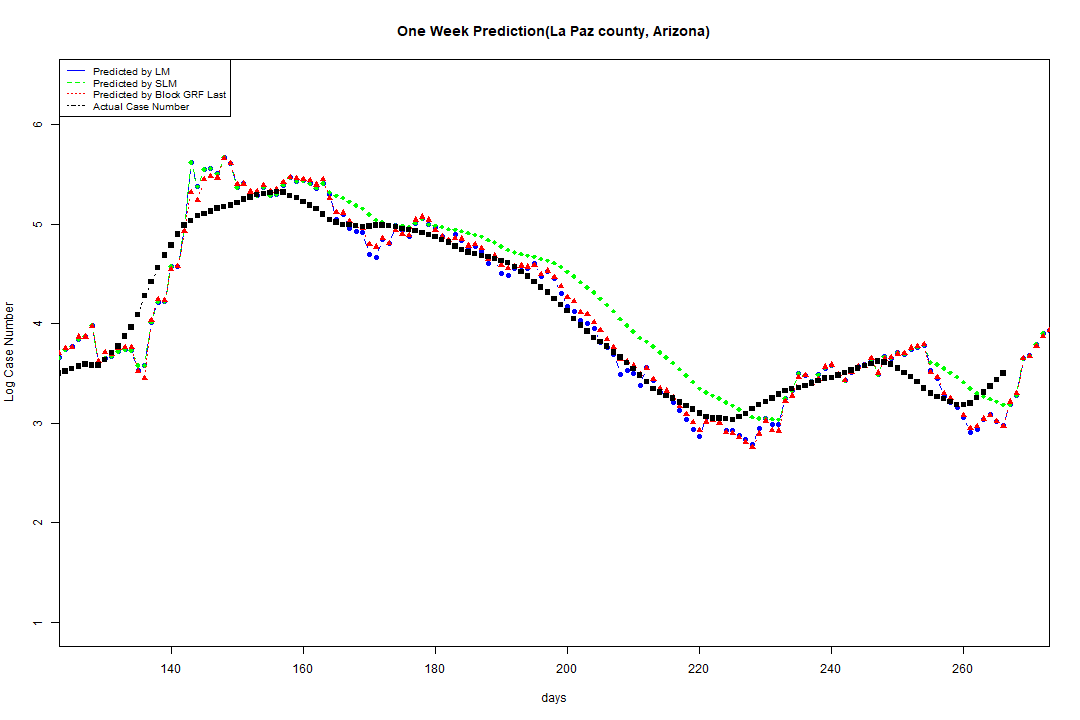 One Week Prediction(La Paz county, Arizona)
Predicted by LM
Predicted by SLM
Predicted by Block GRF Last
Actual Case Number
6
5
4
3
2
1
Log Case Number
140 160 180 200 220 240 260
days